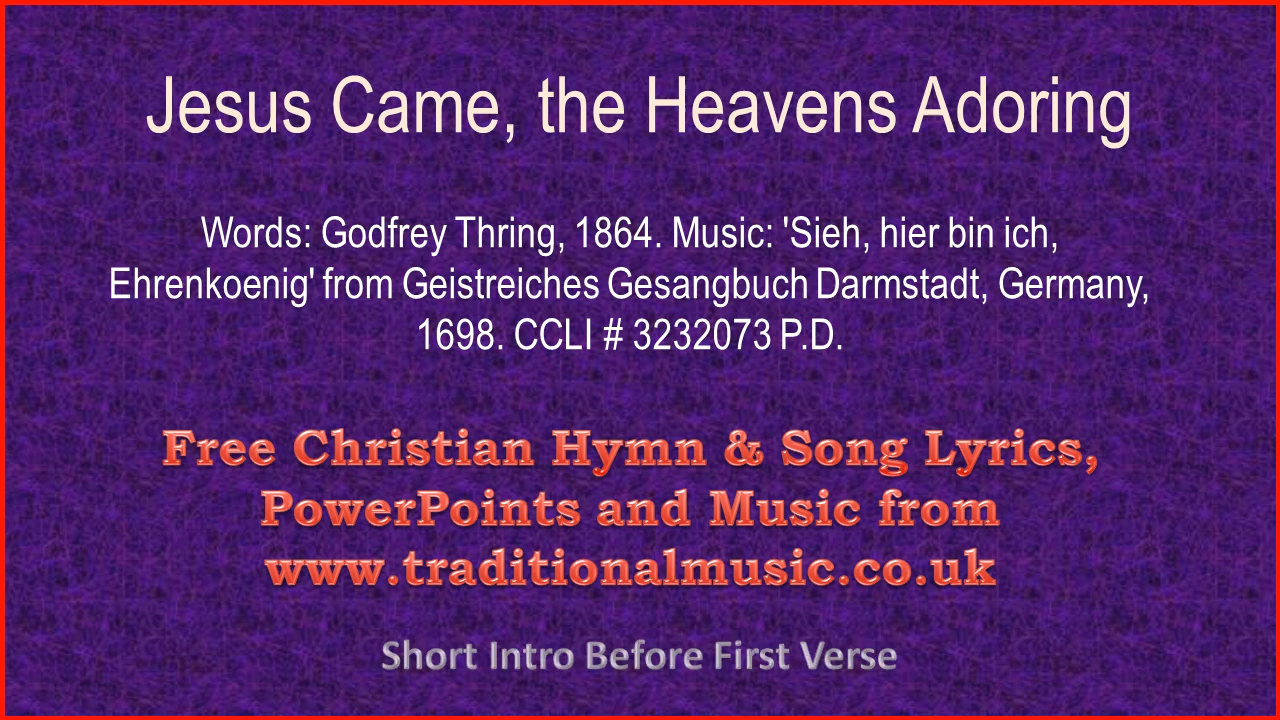 Jesus Came, the Heavens Adoring
Words: Godfrey Thring, 1864. Music: 'Sieh, hier bin ich,
Ehrenkoenig' from Geistreiches Gesangbuch Darmstadt, Germany,
1698. CCLI # 3232073 P.D.
Free Christian Hymn & Song Lyrics,
PowerPoints and Music from
www.traditionalmusic.co.uk
Short Intro Before First Verse